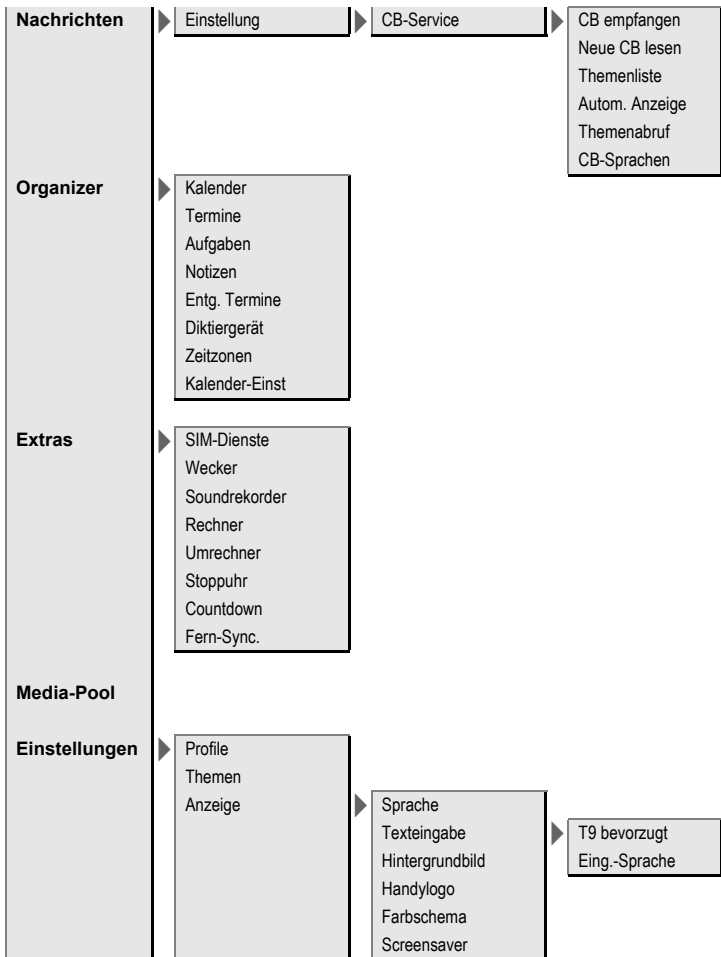 Nachrichten Einstellung CB-Service CB empfangen
Neue CB lesen
Themenliste
Autom. Anzeige
Themenabruf
CB-Sprachen
Organizer Kalender
Termine
Aufgaben
Notizen
Entg. Termine
Diktiergerät
Zeitzonen
Kalender-Einst
Extras SIM-Dienste
Wecker
Soundrekorder
Rechner
Umrechner
Stoppuhr
Countdown
Fern-Sync.
Media-Pool
Einstellungen Profile
Themen
Anzeige Sprache
Texteingabe T9 bevorzugt
Hintergrundbild Eing.-Sprache
Handylogo
Farbschema
Screensaver